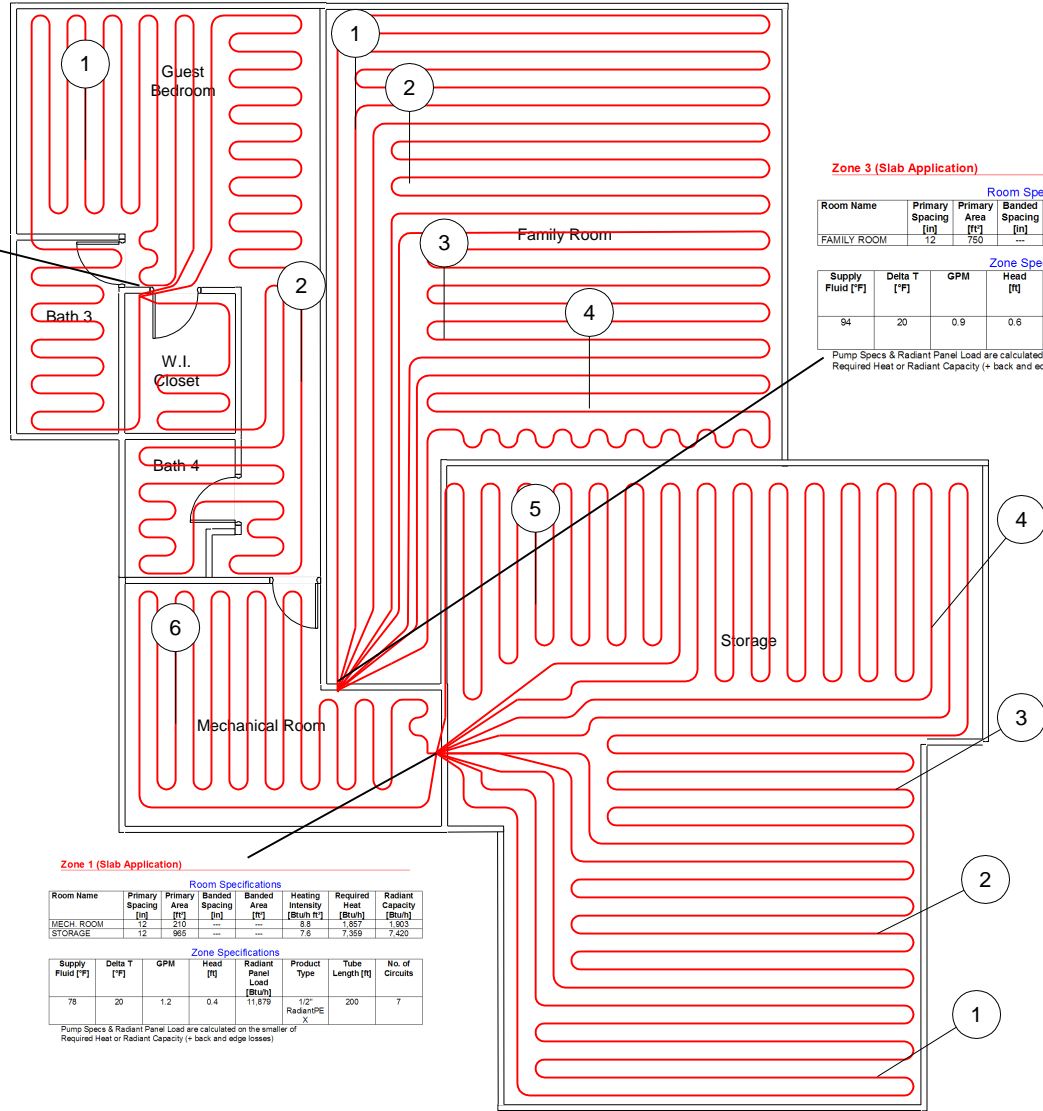 1
Guest
Bedroom
2
Bath 3
W.I.
Closet
Bath 4
1
2
3
Family Room
4
Zone 3 (Slab Application)
Room Spe
Room Name Primary Spacing [in] Primary Area [ft²] Banded Spacing [in]
FAMILY ROOM 12 750 ---
Zone Spe
Supply Fluid [°F] Delta T [°F] GPM Head [ft]
94 20 0.9 0.6
Pump Specs & Radiant Panel Load are calculated
Required Heat or Radiant Capacity (+ back and ed
5
4
Storage
6
Mechanical Room
3
2
1
Zone 1 (Slab Application)
Room Specifications
Room Name Primary Spacing [in] Primary Area [ft²] Banded Spacing [in] Banded Area [ft²] Heating Intensity [Btu/h ft²] Required Heat [Btu/h] Radiant Capacity [Btu/h]
MECH. ROOM 12 210 --- --- 8.8 1,857 1,903
STORAGE 12 965 --- --- 7.6 7,359 7,420
Zone Specifications
Supply Fluid [°F] Delta T [°F] GPM Head [ft] Radiant Panel Load [Btu/h] Product Type Tube Length [ft] No. of Circuits
78 20 1.2 0.4 11,879 1/2" RadiantPE X 200 7
Pump Specs & Radiant Panel Load are calculated on the smaller of
Required Heat or Radiant Capacity (+ back and edge losses)